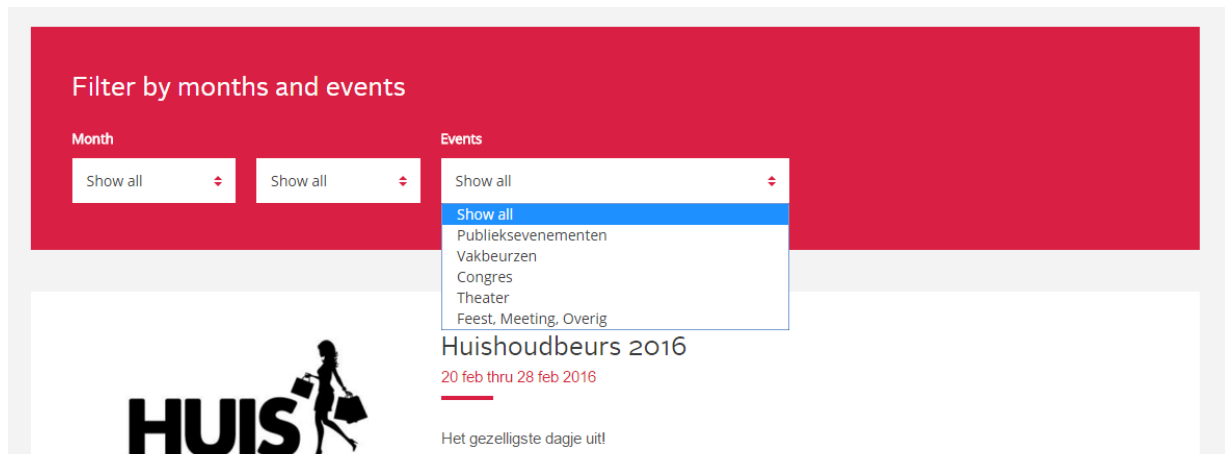 Filter by months and events
Month
Events
Show all
Show all
Show all
Show all
Publieksevenementen
Vakbeurzen
Congres
Theater
Feest, Meeting, Overig
Huishoudbeurs 2016
20 feb thru 28 feb 2016
HUIS
Het gezelligste dagje uit!